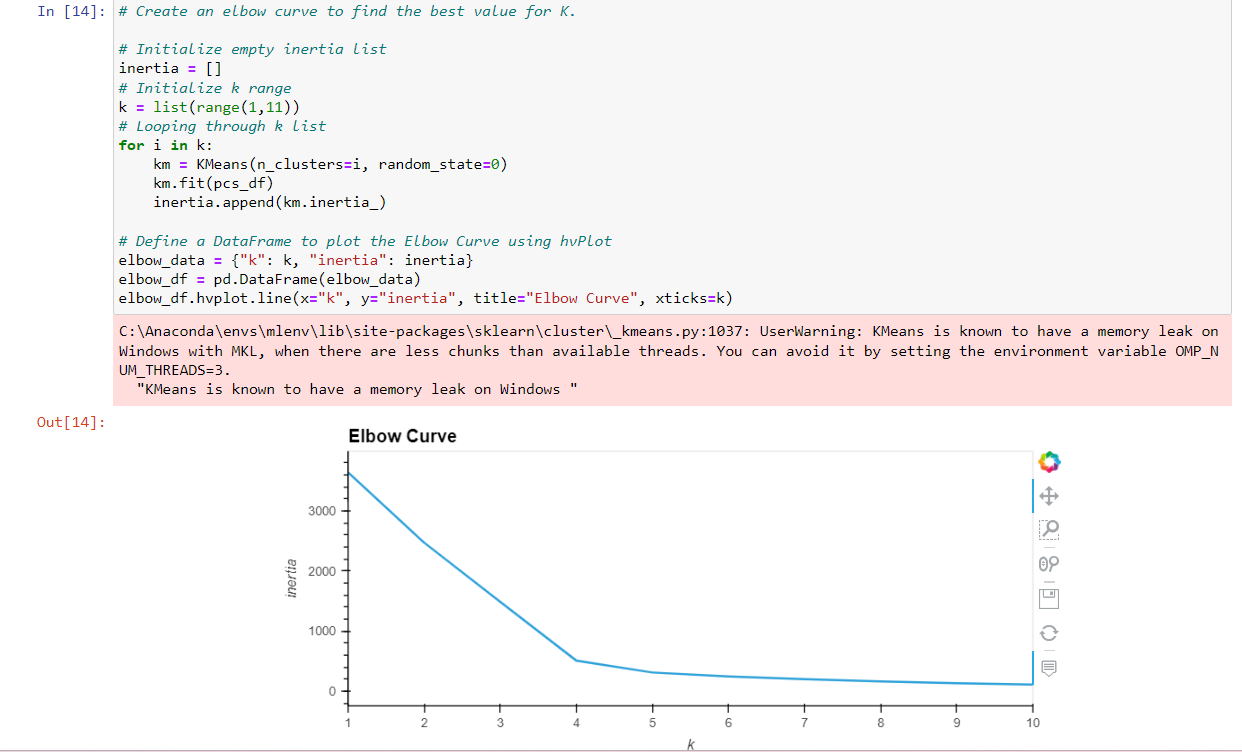 In [14]: # Create an elbow curve to find the best value for K.
# Initialize empty inertia list
inertia = []
# Initialize k range
k = list(range(1,11))
# Looping through k list
for i in k:
    km = KMeans(n_clusters=i, random_state=0)
    km.fit(pcs_df)
    inertia.append(km.inertia_)
# Define a DataFrame to plot the Elbow Curve using hvPlot
elbow_data = {"k": k, "inertia": inertia}
elbow_df = pd.DataFrame(elbow_data)
elbow_df.hvplot.line(x="k", y="inertia", title="Elbow Curve", xticks=k)
C:\Anaconda\envs\mlenv\lib\site-packages\sklearn\cluster\_kmeans.py:1037: UserWarning: KMeans is known to have a memory leak on
Windows with MKL, when there are less chunks than available threads. You can avoid it by setting the environment variable OMP_N
UM_THREADS=3.
  "KMeans is known to have a memory leak on Windows "
Out[14]:
Elbow Curve
3000
2000
1000
0
inertia
1 2 3 4 5 6 7 8 9 10
k